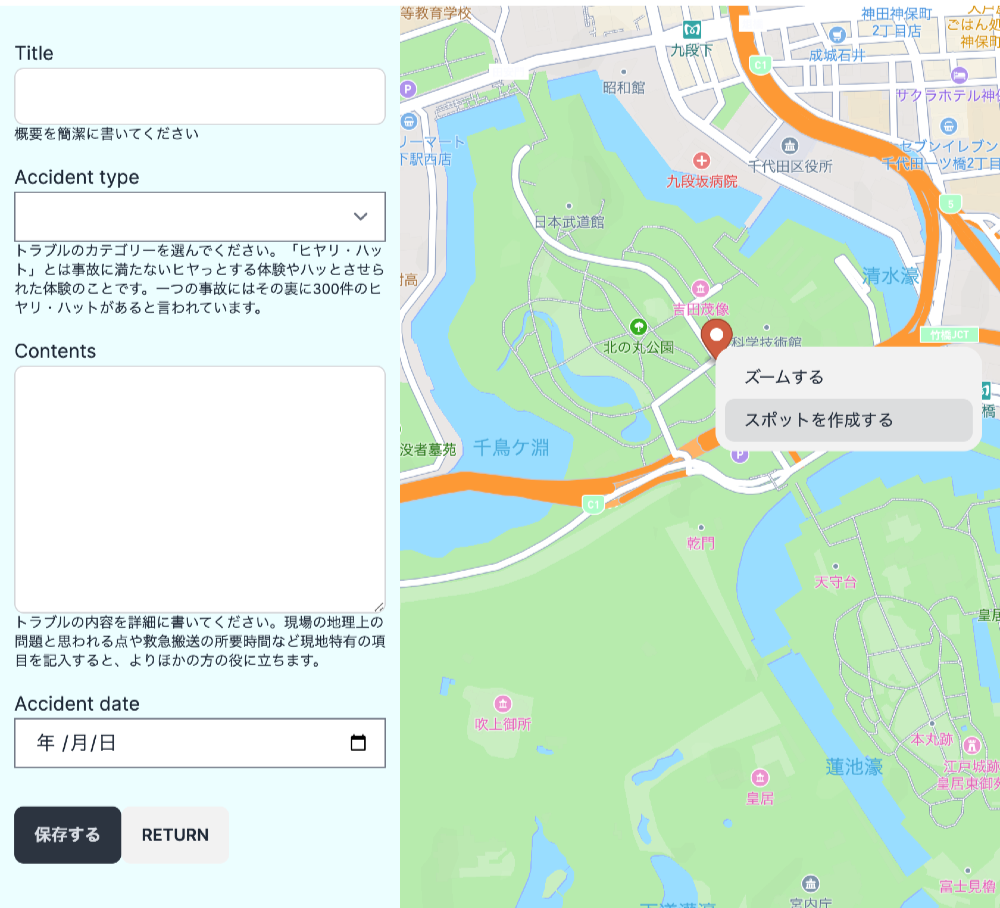 Title
概要を簡潔に書いてください
Accident type
トラブルのカテゴリーを選んでください。「ヒヤリ・ハッ
ト」とは事故に満たないヒヤっとする体験やハッとさせら
れた体験のことです。一つの事故にはその裏に300件のヒ
ヤリ・ハットがあると言われています。
Contents
トラブルの内容を詳細に書いてください。現場の地理上の
問題と思われる点や救急搬送の所要時間など現地特有の項
目を記入すると、よりほかの方の役に立ちます。
Accident date
年 /月/日
保存する
RETURN
等教育学校
九段下
神田神保町
2丁目店
ごはん処
神保町
成城石井
C1
昭和館
P
サクラホテル神保
リーマート
下駅西店
セブンイレブン
千代田一ツ橋2丁目
千代田区役所
九段坂病院
5
日本武道館
清水濠
吉田茂像
竹橋JCT
北の丸公園
科学技術館
ズームする
スポットを作成する
橋
没者墓苑
千鳥ケ淵
P
C1
乾門
天守台
皇居
吹上御所
本丸跡
江戸城跡
皇居東御苑
蓮池濠
皇居
富士見櫓
宮内庁